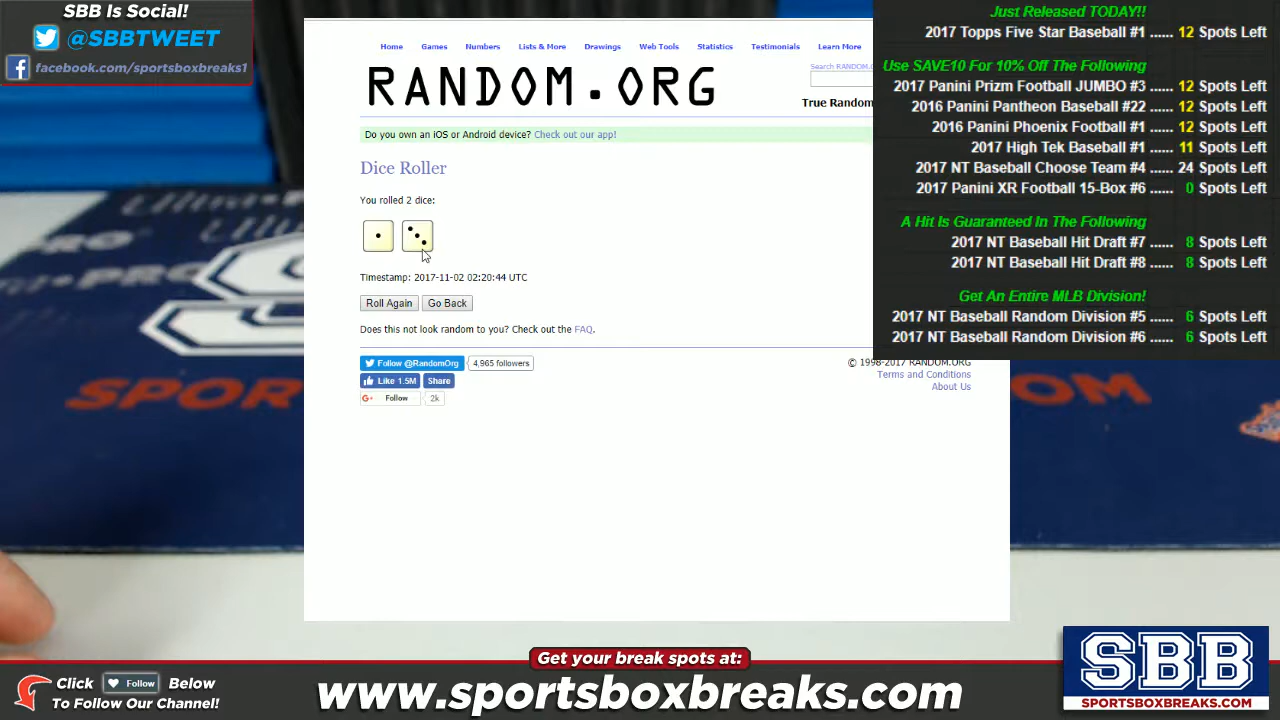 SBB Is Social!
@SBBTWEET
facebook.com/sportsboxbreaks1
Home Games Numbers Lists & More Drawings Web Tools Statistics Testimonials Learn More
Search RANDOM.O
RANDOM.ORG
True Random
Do you own an iOS or Android device? Check out our app!
Dice Roller
You rolled 2 dice:
Timestamp: 2017-11-02 02:20:44 UTC
Roll Again Go Back
Does this not look random to you? Check out the FAQ.
Follow @RandomOrg 4,965 followers
Like 1.5M Share
G+ Follow 2k
© 1998-2017 RANDOM.ORG
Terms and Conditions
About Us
Just Released TODAY!!
2017 Topps Five Star Baseball #1 ..... 12 Spots Left
Use SAVE10 For 10% Off The Following
2017 Panini Prizm Football JUMBO #3 ...... 12 Spots Left
2016 Panini Pantheon Baseball #22 ...... 12 Spots Left
2016 Panini Phoenix Football #1 ...... 12 Spots Left
2017 High Tek Baseball #1 ...... 11 Spots Left
2017 NT Baseball Choose Team #4 ...... 24 Spots Left
2017 Panini XR Football 15-Box #6 ...... 0 Spots Left
A Hit Is Guaranteed In The Following
2017 NT Baseball Hit Draft #7 ...... 8 Spots Left
2017 NT Baseball Hit Draft #8 ...... 8 Spots Left
Get An Entire MLB Division!
2017 NT Baseball Random Division #5 ...... 6 Spots Left
2017 NT Baseball Random Division #6 ...... 6 Spots Left
Click Follow Below
To Follow Our Channel!
Get your break spots at:
www.sportsboxbreaks.com
SBB
SPORTSBOXBREAKS.COM